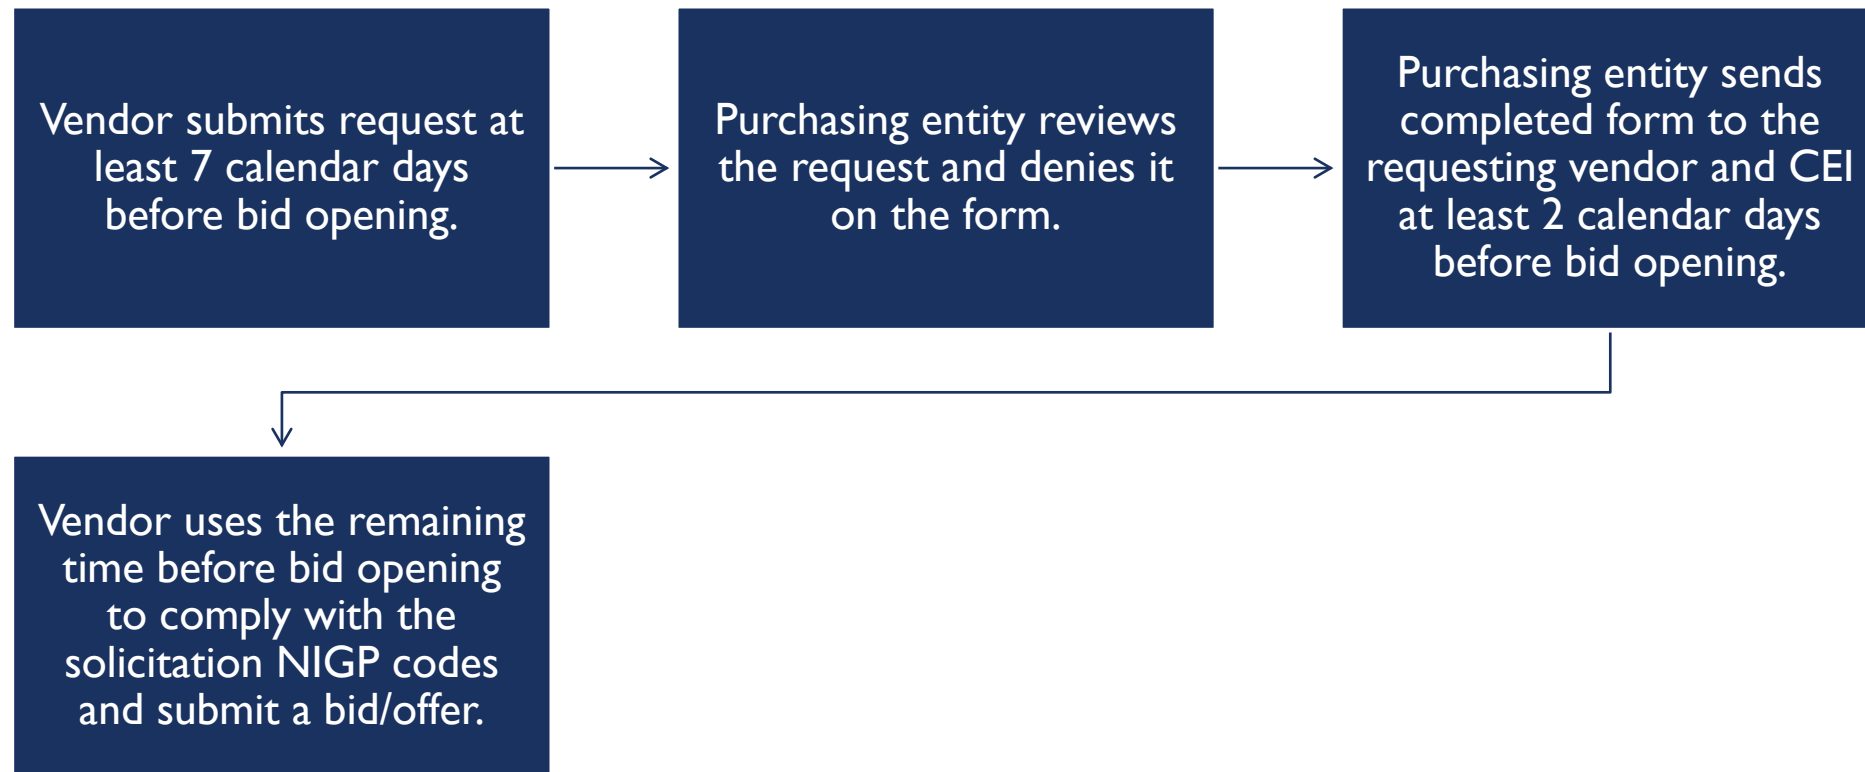 Vendor submits request at
least 7 calendar days
before bid opening.
Purchasing entity reviews
the request and denies it
on the form.
Purchasing entity sends
completed form to the
requesting vendor and CEI
at least 2 calendar days
before bid opening.
Vendor uses the remaining
time before bid opening
to comply with the
solicitation NIGP codes
and submit a bid/offer.